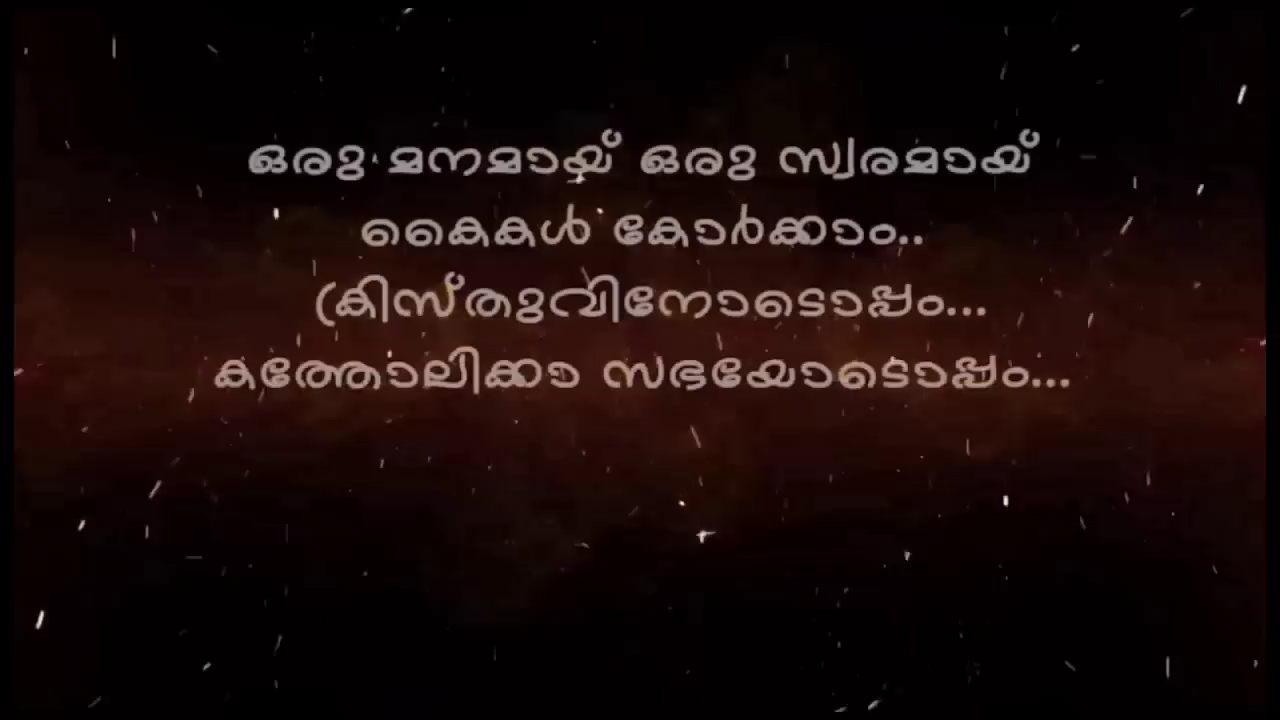 ഒരു മനമായ് ഒരു സ്വരമായ്
കൈകൾ കോർക്കാം..
ക്രിസ്തുവിനോടൊപ്പം...
കത്തോലിക്കാ സഭയോടൊപ്പം...